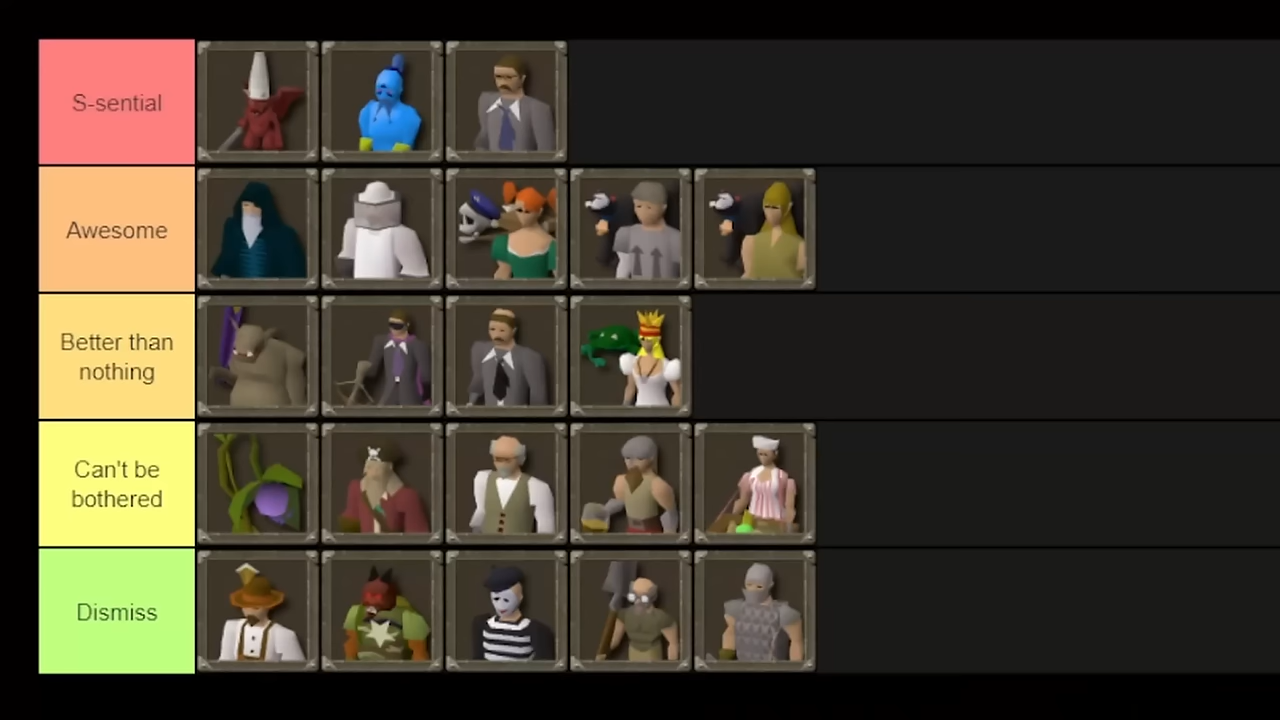 S-sential
Awesome
Better than
nothing
Can't be
bothered
Dismiss